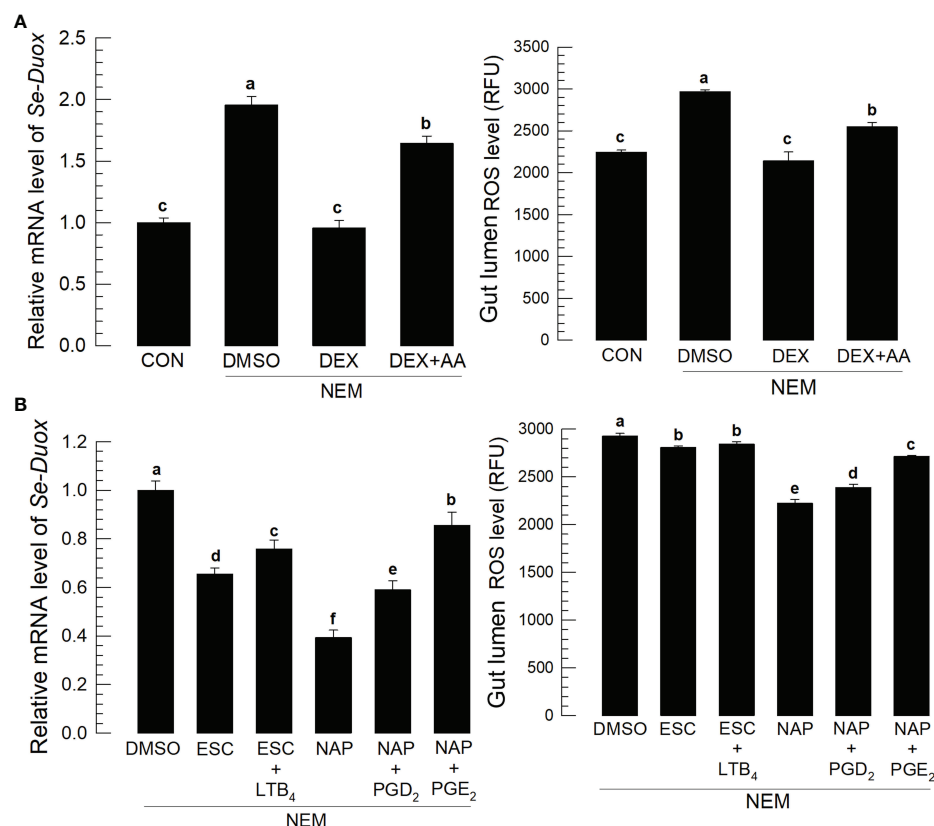 A
Relative mRNA level of Se-Duox
2.5
2.0
1.5
1.0
0.5
0.0
c
a
c
b
CON DMSO DEX DEX+AA
NEM
Gut lumen ROS level (RFU)
3500
3000
2500
2000
1500
1000
500
0
c
a
c
b
CON DMSO DEX DEX+AA
NEM
B
Relative mRNA level of Se-Duox
1.2
1.0
0.8
0.6
0.4
0.2
0.0
a
d
c
f
e
b
DMSO ESC ESC NAP NAP NAP
+ + +
LTB4 PGD2 PGE2
NEM
Gut lumen ROS level (RFU)
3000
2500
2000
1500
1000
500
0
a
b
b
e
d
c
DMSO ESC ESC NAP NAP NAP
+ + +
LTB4 PGD2 PGE2
NEM